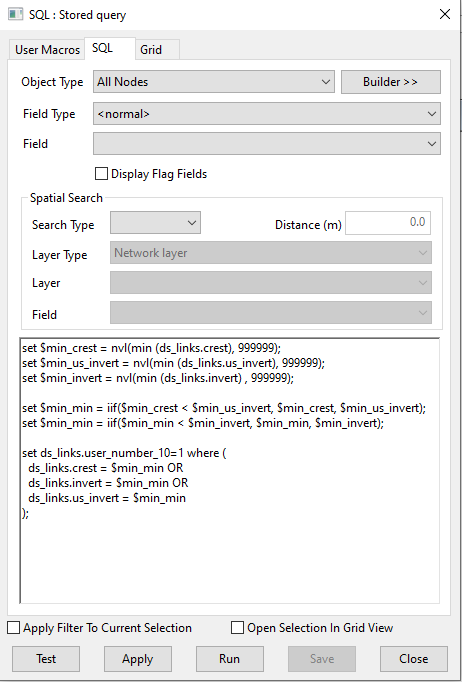 SQL : Stored query
User Macros SQL Grid
Object Type All Nodes Builder >>
Field Type <normal>
Field
Display Flag Fields
Spatial Search
Search Type Distance (m) 0.0
Layer Type Network layer
Layer
Field
set $min_crest = nvl(min (ds_links.crest), 999999);
set $min_us_invert = nvl(min (ds_links.us_invert), 999999);
set $min_invert = nvl(min (ds_links.invert) , 999999);
set $min_min = iif($min_crest < $min_us_invert, $min_crest, $min_us_invert);
set $min_min = iif($min_min < $min_invert, $min_min, $min_invert);
set ds_links.user_number_10=1 where (
ds_links.crest = $min_min OR
ds_links.invert = $min_min OR
ds_links.us_invert = $min_min
);
Apply Filter To Current Selection Open Selection In Grid View
Test Apply Run Save Close